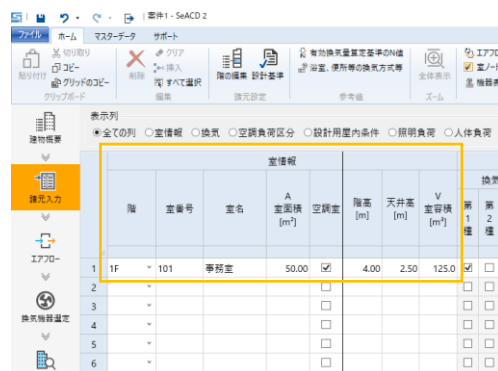 案件1 - SeACD 2
ファイル ホーム マスターデータ サポート
貼り付け
切り取り
コピー
グリッドのコピー
クリップボード
削除
クリア
挿入
すべて選択
編集
階の編集 設計基準
諸元設定
有効換気量算定基準のN値
浴室、便所等の換気方式等
参考値
全体表示
ズーム
エアフロ
室ノー
機器表
建物概要
諸元入力
エアフロー
換気機器選定
表示列
全ての列 室情報 換気 空調負荷区分 設計用屋内条件 照明負荷 人体負荷
室情報
換気
階 室番号 室名 A 室面積 [m²] 空調室 階高 [m] 天井高 [m] V 室容積 [m³] 第1種 第2種
1 1F 101 事務室 50.00 4.00 2.50 125.0
2
3
4
5
6